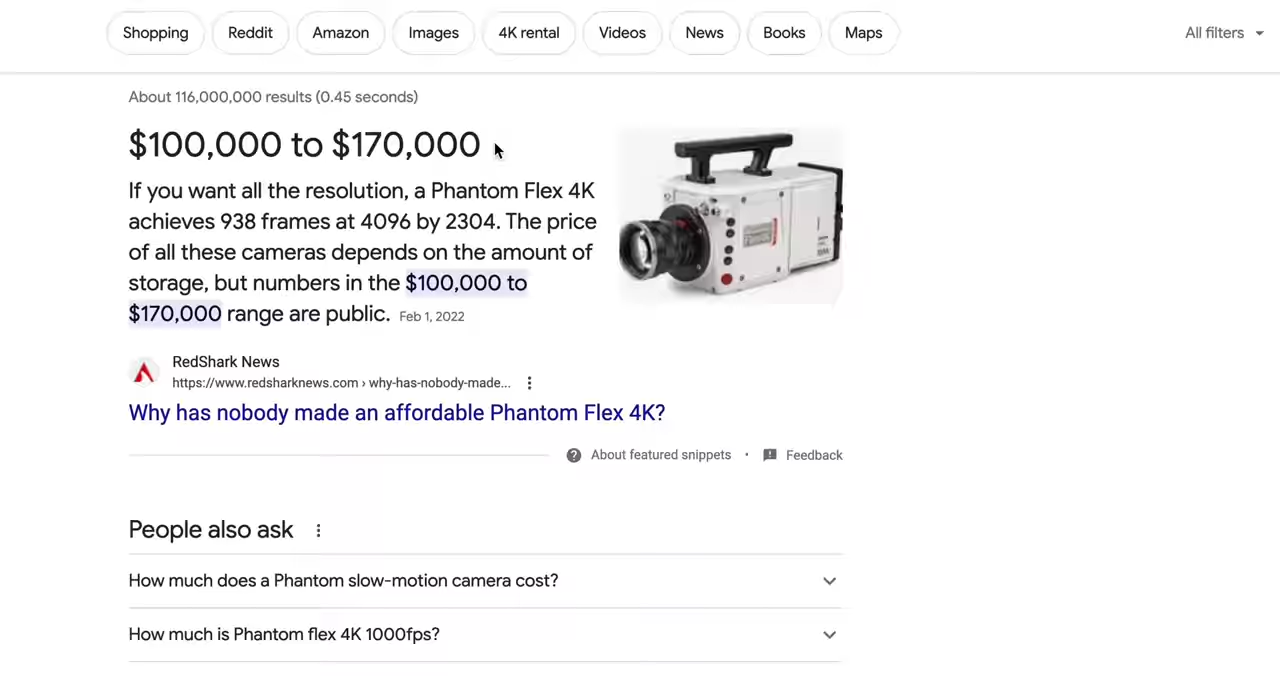 Shopping Reddit Amazon Images 4K rental Videos News Books Maps All filters
About 116,000,000 results (0.45 seconds)
$100,000 to $170,000
If you want all the resolution, a Phantom Flex 4K
achieves 938 frames at 4096 by 2304. The price
of all these cameras depends on the amount of
storage, but numbers in the $100,000 to
$170,000 range are public. Feb 1, 2022
RedShark News
https://www.redsharknews.com › why-has-nobody-made...
Why has nobody made an affordable Phantom Flex 4K?
About featured snippets • Feedback
People also ask
How much does a Phantom slow-motion camera cost?
How much is Phantom flex 4K 1000fps?